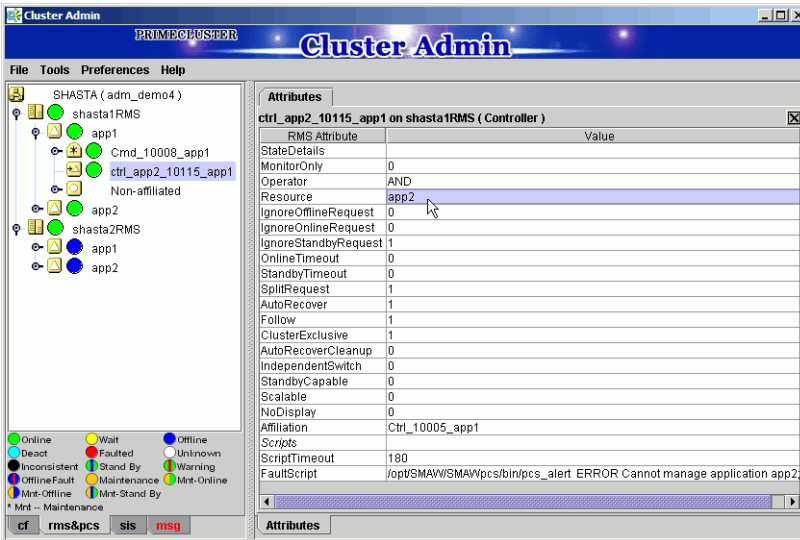 Cluster Admin
PRIMECLUSTER
Cluster Admin
File Tools Preferences Help
SHASTA ( adm_demo4 )
shasta1RMS
app1
Cmd_10008_app1
ctrl_app2_10115_app1
Non-affiliated
app2
shasta2RMS
app1
app2
Online Wait Offline
Deact Faulted Unknown
Inconsistent Stand By Warning
OfflineFault Maintenance Mnt-Online
Mnt-Offline Mnt-Stand By
* Mnt -- Maintenance
cf rms&pcs sis msg
Attributes
ctrl_app2_10115_app1 on shasta1RMS ( Controller )
RMS Attribute Value
StateDetails
MonitorOnly 0
Operator AND
Resource app2
IgnoreOfflineRequest 0
IgnoreOnlineRequest 0
IgnoreStandbyRequest 1
OnlineTimeout 0
StandbyTimeout 0
SplitRequest 1
AutoRecover 1
Follow 1
ClusterExclusive 1
AutoRecoverCleanup 0
IndependentSwitch 0
StandbyCapable 0
Scalable 0
NoDisplay 0
Affiliation Ctrl_10005_app1
Scripts
ScriptTimeout 180
FaultScript /opt/SMAW/SMAWpcs/bin/pcs_alert ERROR Cannot manage application app2;
Attributes